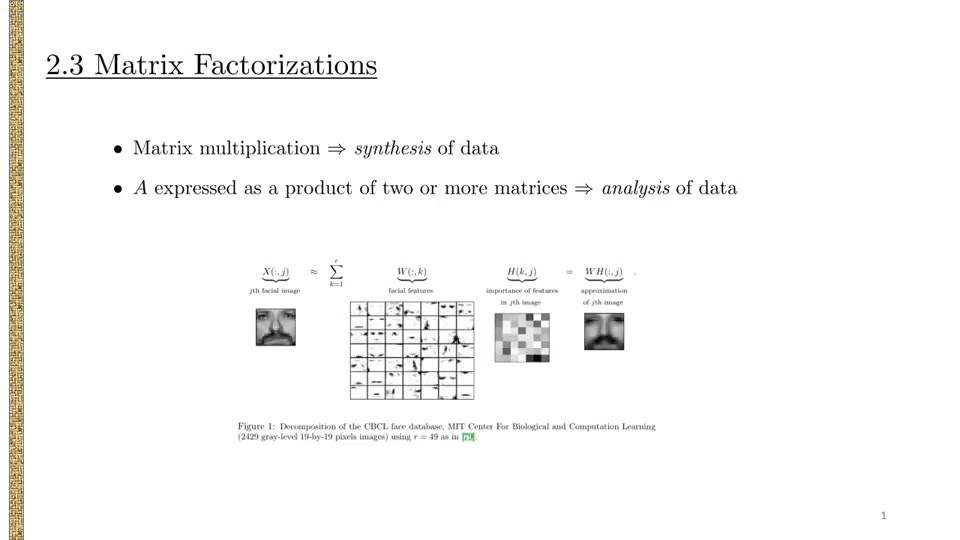 2.3 Matrix Factorizations
• Matrix multiplication ⇒ synthesis of data
• A expressed as a product of two or more matrices ⇒ analysis of data
X(:,j) ≈ r ∑ k=1 W(:,k) H(k,j) = WH(:,j) .
jth facial image facial features importance of features approximation
in jth image of jth image
Figure 1: Decomposition of the CBCL face database, MIT Center For Biological and Computation Learning
(2429 gray-level 19-by-19 pixels images) using r = 49 as in [79].
1